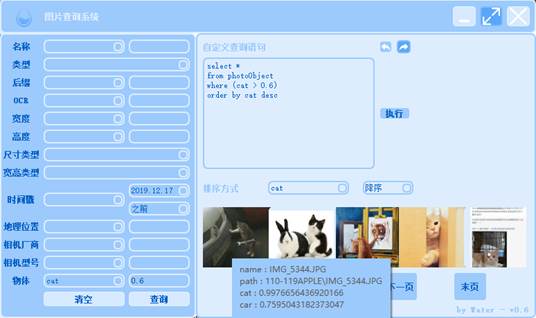 图片查询系统
名称
类型
后缀
OCR
宽度
高度
尺寸类型
宽高类型
时间戳
2019.12.17
之前
地理位置
相机厂商
相机型号
物体
cat
0.6
清空
查询
自定义查询语句
select *
from photoObject
where (cat > 0.6)
order by cat desc
执行
排序方式
cat
降序
name : IMG_5344.JPG
path : 110-119APPLE\IMG_5344.JPG
cat : 0.9976656436920166
car : 0.7595043182373047
下一页
末页
by Water - v0.6